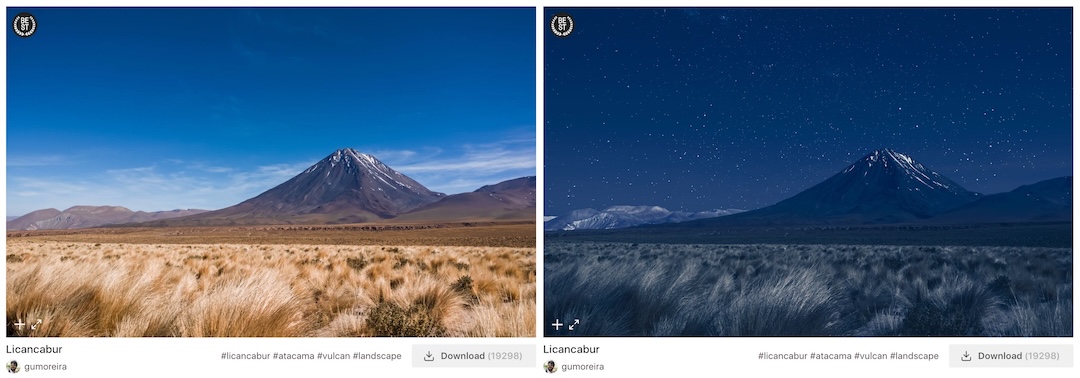 BE
ST
BE
ST
Licancabur
gumoreira
#licancabur #atacama #vulcan #landscape
Download (19298)
Licancabur
gumoreira
#licancabur #atacama #vulcan #landscape
Download (19298)